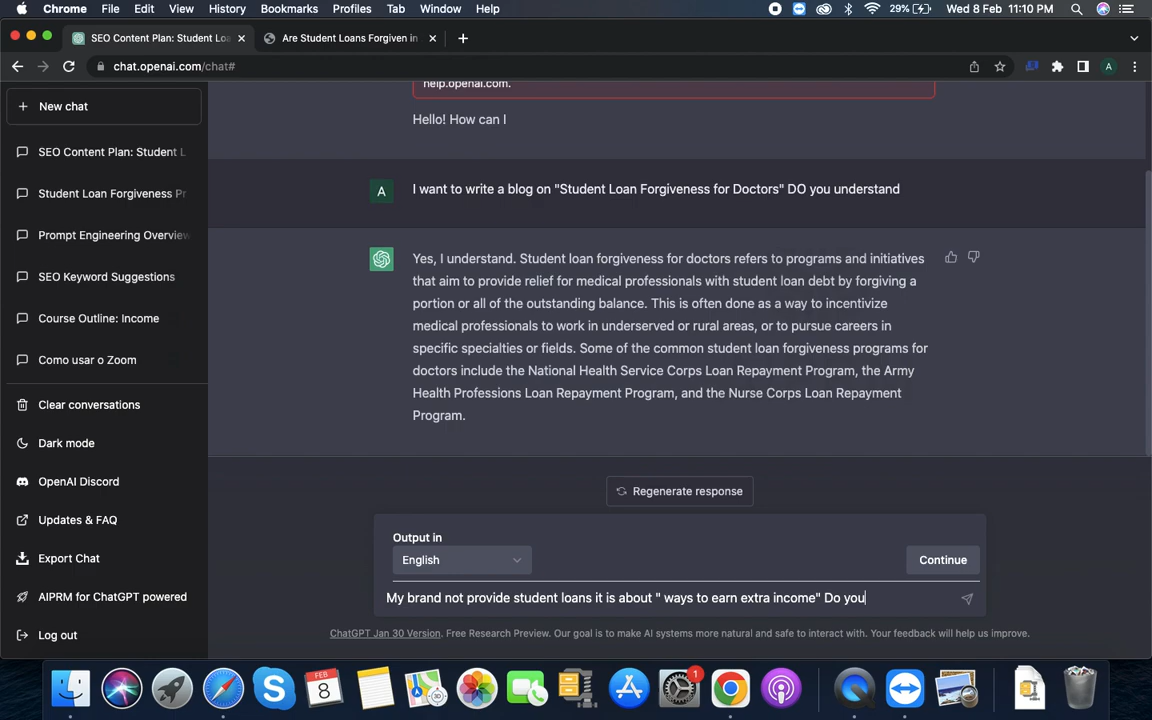 Chrome File Edit View History Bookmarks Profiles Tab Window Help 29% Wed 8 Feb 11:10 PM
SEO Content Plan: Student Loa
Are Student Loans Forgiven in
chat.openai.com/chat#
A
New chat
SEO Content Plan: Student L
Student Loan Forgiveness Pr
Prompt Engineering Overview
SEO Keyword Suggestions
Course Outline: Income
Como usar o Zoom
Clear conversations
Dark mode
OpenAI Discord
Updates & FAQ
Export Chat
AIPRM for ChatGPT powered
Log out
help.openai.com.
Hello! How can I
A
I want to write a blog on "Student Loan Forgiveness for Doctors" DO you understand
Yes, I understand. Student loan forgiveness for doctors refers to programs and initiatives
that aim to provide relief for medical professionals with student loan debt by forgiving a
portion or all of the outstanding balance. This is often done as a way to incentivize
medical professionals to work in underserved or rural areas, or to pursue careers in
specific specialties or fields. Some of the common student loan forgiveness programs for
doctors include the National Health Service Corps Loan Repayment Program, the Army
Health Professions Loan Repayment Program, and the Nurse Corps Loan Repayment
Program.
Regenerate response
Output in
English
Continue
My brand not provide student loans it is about " ways to earn extra income" Do you
ChatGPT Jan 30 Version. Free Research Preview. Our goal is to make AI systems more natural and safe to interact with. Your feedback will help us improve.
FEB
8
1